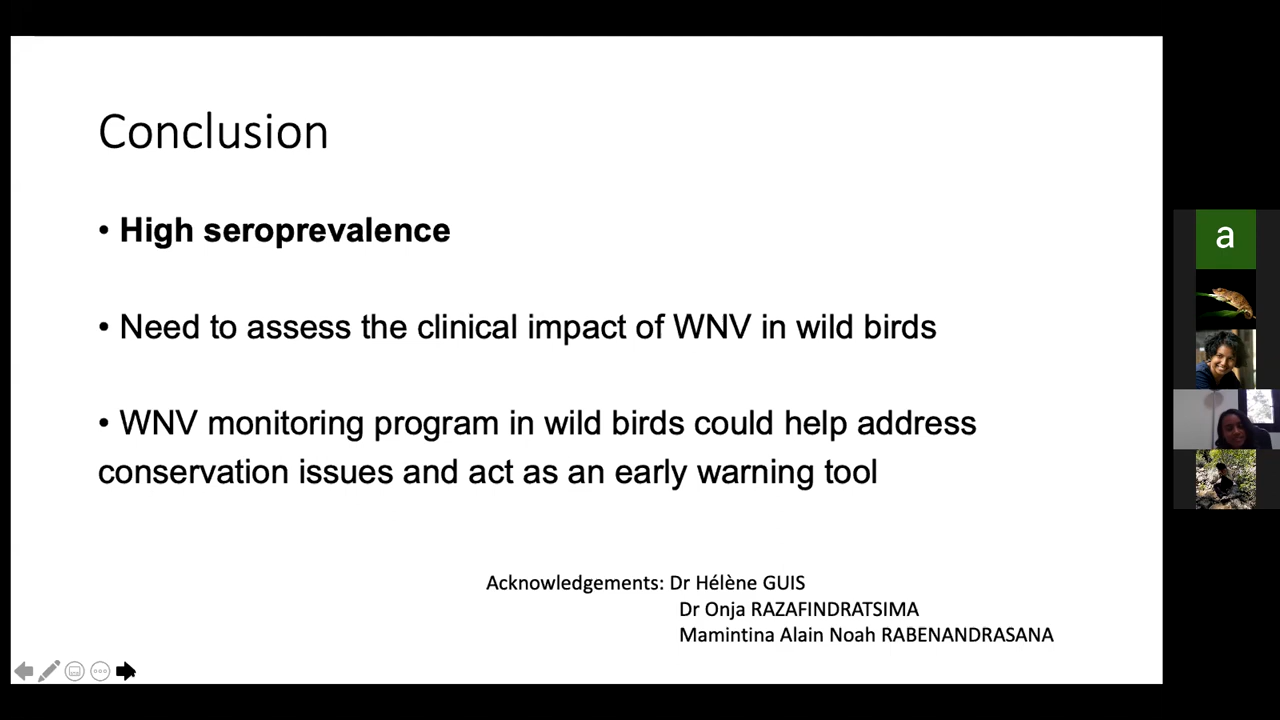 Conclusion
• High seroprevalence
• Need to assess the clinical impact of WNV in wild birds
• WNV monitoring program in wild birds could help address
conservation issues and act as an early warning tool
Acknowledgements: Dr Hélène GUIS
Dr Onja RAZAFINDRATSIMA
Mamintina Alain Noah RABENANDRASANA
a